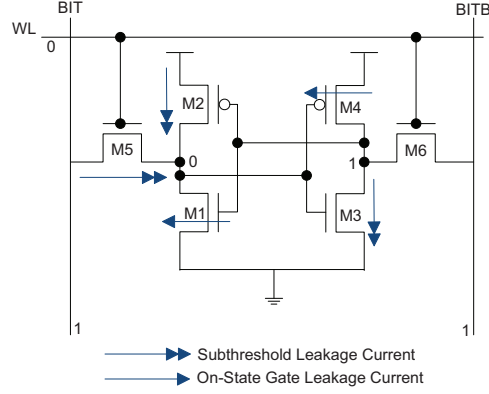 BIT
BITB
WL
0
M2
M4
M5
0
1
M6
M1
M3
1
1
Subthreshold Leakage Current
On-State Gate Leakage Current